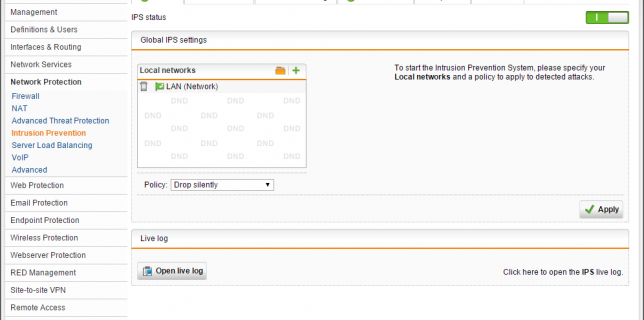 Management
Definitions & Users
Interfaces & Routing
Network Services
Network Protection
Firewall
NAT
Advanced Threat Protection
Intrusion Prevention
Server Load Balancing
VoIP
Advanced
Web Protection
Email Protection
Endpoint Protection
Wireless Protection
Webserver Protection
RED Management
Site-to-site VPN
Remote Access
IPS status
Global IPS settings
Local networks
LAN (Network)
DND DND DND
DND DND DND
DND DND DND
DND DND DND
DND DND DND
Policy: Drop silently
To start the Intrusion Prevention System, please specify your
Local networks and a policy to apply to detected attacks.
Apply
Live log
Open live log
Click here to open the IPS live log.